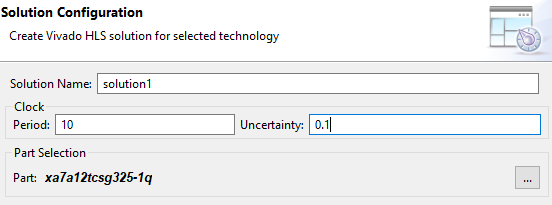 Solution Configuration
Create Vivado HLS solution for selected technology
Solution Name: solution1
Clock
Period: 10 Uncertainty: 0.1
Part Selection
Part: xa7a12tcsg325-1q ...